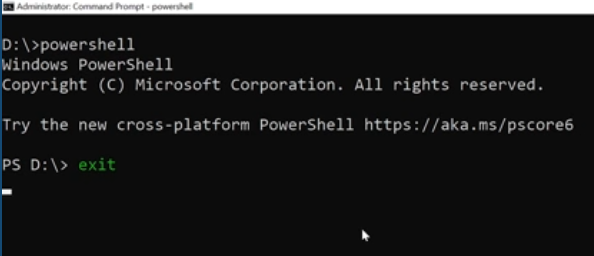 Administrator: Command Prompt - powershell
D:\>powershell
Windows PowerShell
Copyright (C) Microsoft Corporation. All rights reserved.
Try the new cross-platform PowerShell https://aka.ms/pscore6
PS D:\> exit